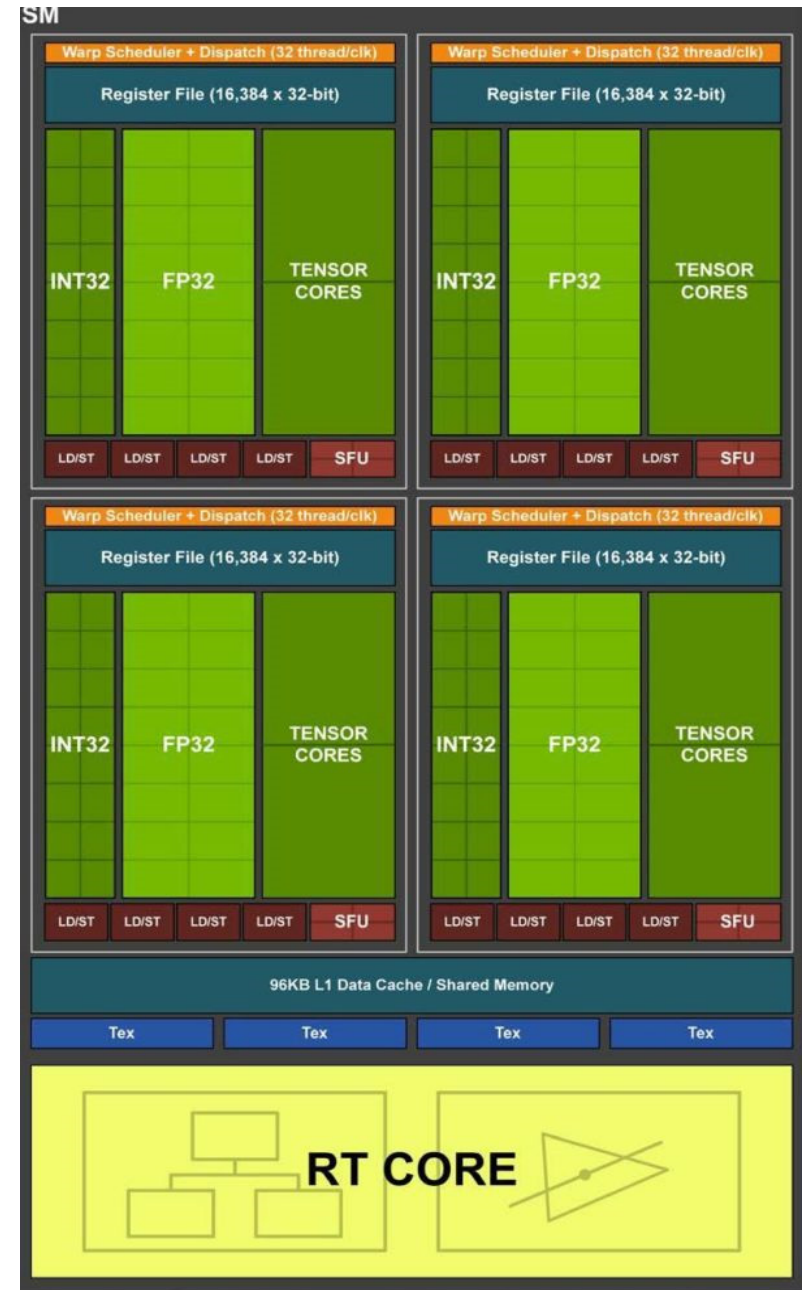 SM
Warp Scheduler + Dispatch (32 thread/clk)
Register File (16,384 x 32-bit)
INT32
FP32
TENSOR
CORES
LD/ST
LD/ST
LD/ST
LD/ST
SFU
Warp Scheduler + Dispatch (32 thread/clk)
Register File (16,384 x 32-bit)
INT32
FP32
TENSOR
CORES
LD/ST
LD/ST
LD/ST
LD/ST
SFU
Warp Scheduler + Dispatch (32 thread/clk)
Register File (16,384 x 32-bit)
INT32
FP32
TENSOR
CORES
LD/ST
LD/ST
LD/ST
LD/ST
SFU
Warp Scheduler + Dispatch (32 thread/clk)
Register File (16,384 x 32-bit)
INT32
FP32
TENSOR
CORES
LD/ST
LD/ST
LD/ST
LD/ST
SFU
96KB L1 Data Cache / Shared Memory
Tex
Tex
Tex
Tex
RT CORE